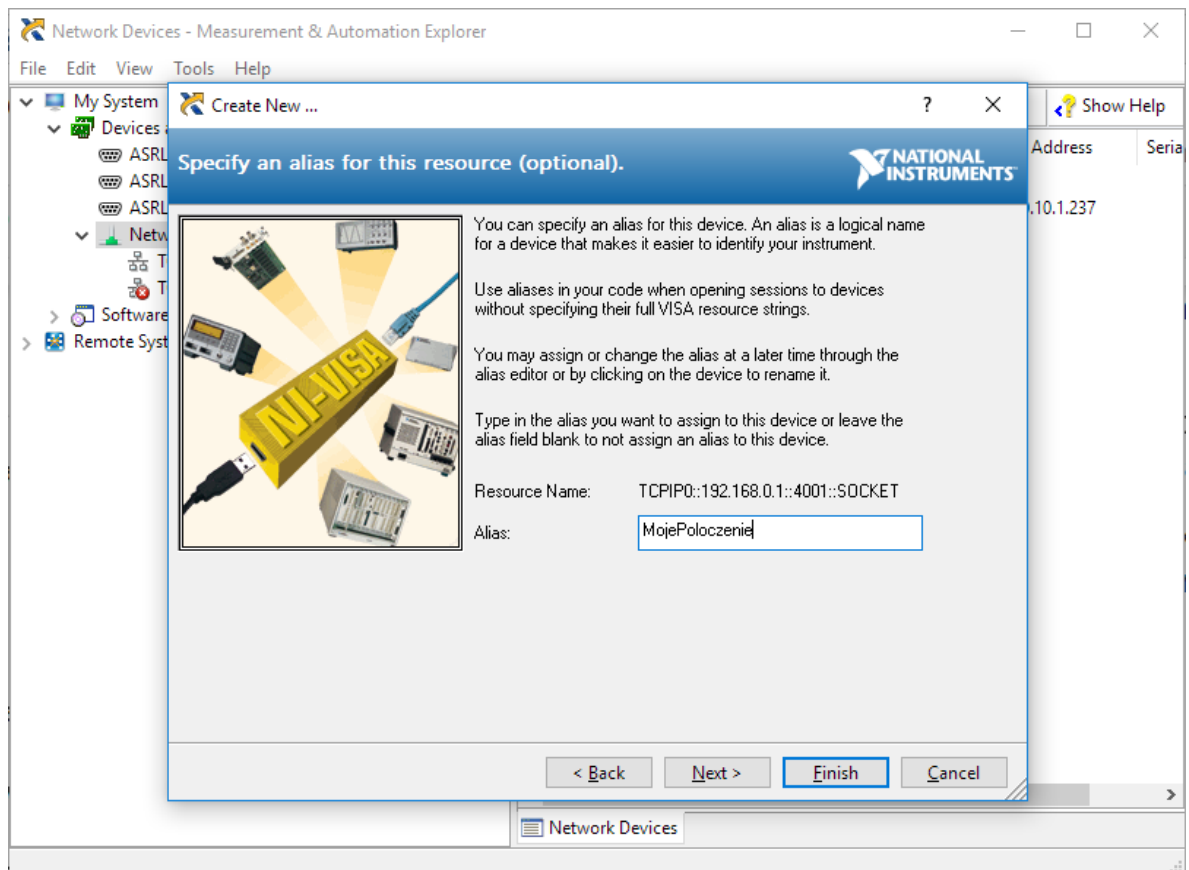 Network Devices - Measurement & Automation Explorer
File Edit View Tools Help
My System
Devices
ASRL
ASRL
ASRL
Netw
T
T
Software
Remote Syst
Create New ...
?
Specify an alias for this resource (optional).
NATIONAL
INSTRUMENTS
NI-VISA
You can specify an alias for this device. An alias is a logical name
for a device that makes it easier to identify your instrument.
Use aliases in your code when opening sessions to devices
without specifying their full VISA resource strings.
You may assign or change the alias at a later time through the
alias editor or by clicking on the device to rename it.
Type in the alias you want to assign to this device or leave the
alias field blank to not assign an alias to this device.
Resource Name: TCPIP0::192.168.0.1::4001::SOCKET
Alias: MojePoloczenie
< Back Next > Finish Cancel
Show Help
Address Seria
.10.1.237
Network Devices